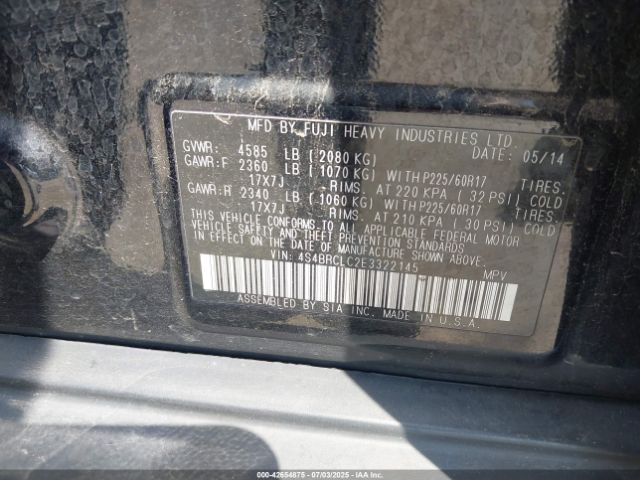 MFD BY FUJI HEAVY INDUSTRIES LTD.
GVWR: 4585 LB (2080 KG) DATE: 05/14
GAWR:F 2360 LB (1070 KG) WITH P225/60R17 TIRES.
17X7J RIMS. AT 220 KPA (32 PSI) COLD
GAWR:R 2340 LB (1060 KG) WITH P225/60R17 TIRES.
17X7J RIMS. AT 210 KPA (30 PSI) COLD
THIS VEHICLE CONFORMS TO ALL APPLICABLE FEDERAL MOTOR
VEHICLE SAFETY AND THEFT PREVENTION STANDARDS
IN EFFECT ON THE DATE OF MANUFACTURE SHOWN ABOVE.
VIN: 4S4BRCLC2E3322145 MPV
ASSEMBLED BY SIA INC. MADE IN U.S.A.
000-42654875 | 07/03/2025 | COPYRIGHT © IAAI.COM